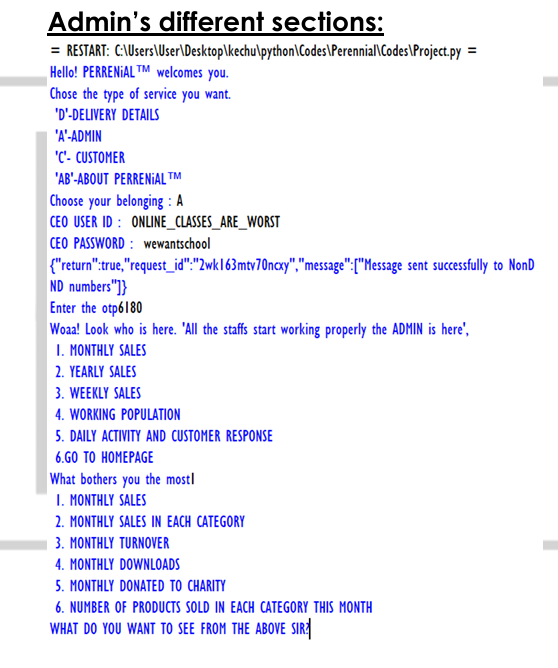 Admin's different sections:
= RESTART: C:\Users\User\Desktop\kechu\python\Codes\Perennial\Codes\Project.py =
Hello! PERRENiAL™ welcomes you.
Chose the type of service you want.
'D'-DELIVERY DETAILS
'A'-ADMIN
'C'- CUSTOMER
'AB'-ABOUT PERRENiAL™
Choose your belonging : A
CEO USER ID : ONLINE_CLASSES_ARE_WORST
CEO PASSWORD : wewantschool
{"return":true,"request_id":"2wk163mtv70ncxy","message":["Message sent successfully to NonD
ND numbers"]}
Enter the otp6180
Woaa! Look who is here. 'All the staffs start working properly the ADMIN is here',
1. MONTHLY SALES
2. YEARLY SALES
3. WEEKLY SALES
4. WORKING POPULATION
5. DAILY ACTIVITY AND CUSTOMER RESPONSE
6.GO TO HOMEPAGE
What bothers you the most1
1. MONTHLY SALES
2. MONTHLY SALES IN EACH CATEGORY
3. MONTHLY TURNOVER
4. MONTHLY DOWNLOADS
5. MONTHLY DONATED TO CHARITY
6. NUMBER OF PRODUCTS SOLD IN EACH CATEGORY THIS MONTH
WHAT DO YOU WANT TO SEE FROM THE ABOVE SIR?